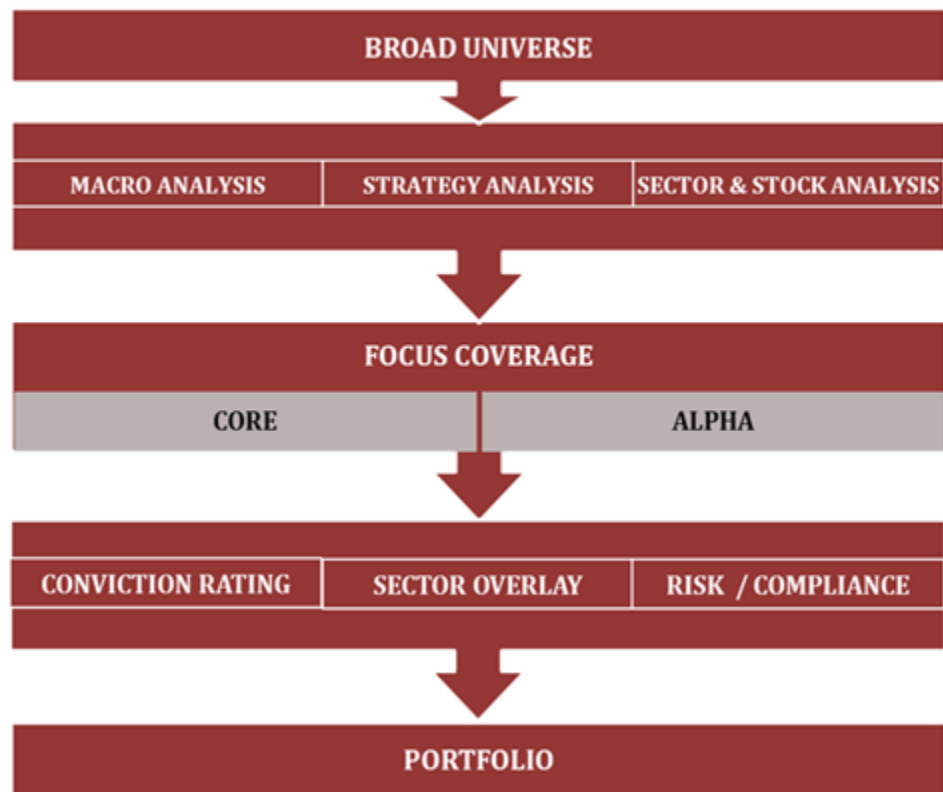 BROAD UNIVERSE
MACRO ANALYSIS
STRATEGY ANALYSIS
SECTOR & STOCK ANALYSIS
FOCUS COVERAGE
CORE
ALPHA
CONVICTION RATING
SECTOR OVERLAY
RISK / COMPLIANCE
PORTFOLIO